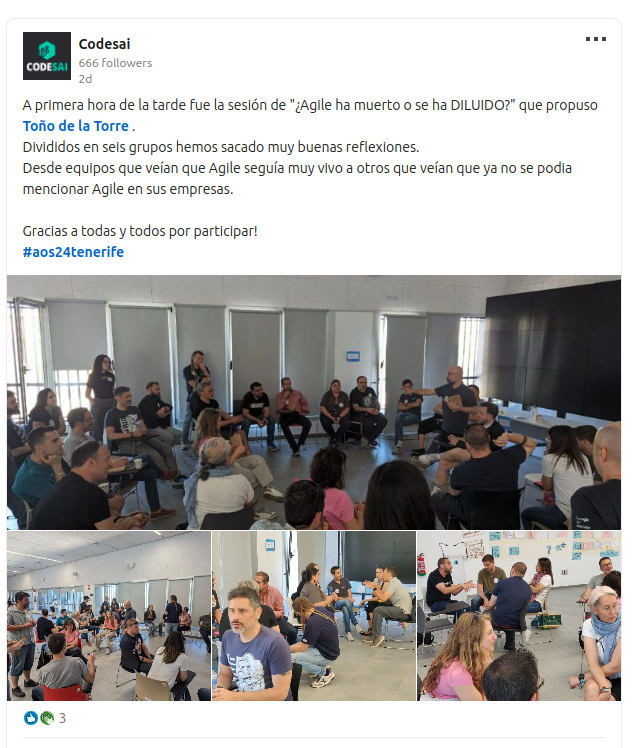 Codesai
CODESAI
666 followers
2d
A primera hora de la tarde fue la sesión de "¿Agile ha muerto o se ha DILUIDO?" que propuso
Toño de la Torre .
Divididos en seis grupos hemos sacado muy buenas reflexiones.
Desde equipos que veían que Agile seguía muy vivo a otros que veían que ya no se podia
mencionar Agile en sus empresas.
Gracias a todas y todos por participar!
#aos24tenerife
3